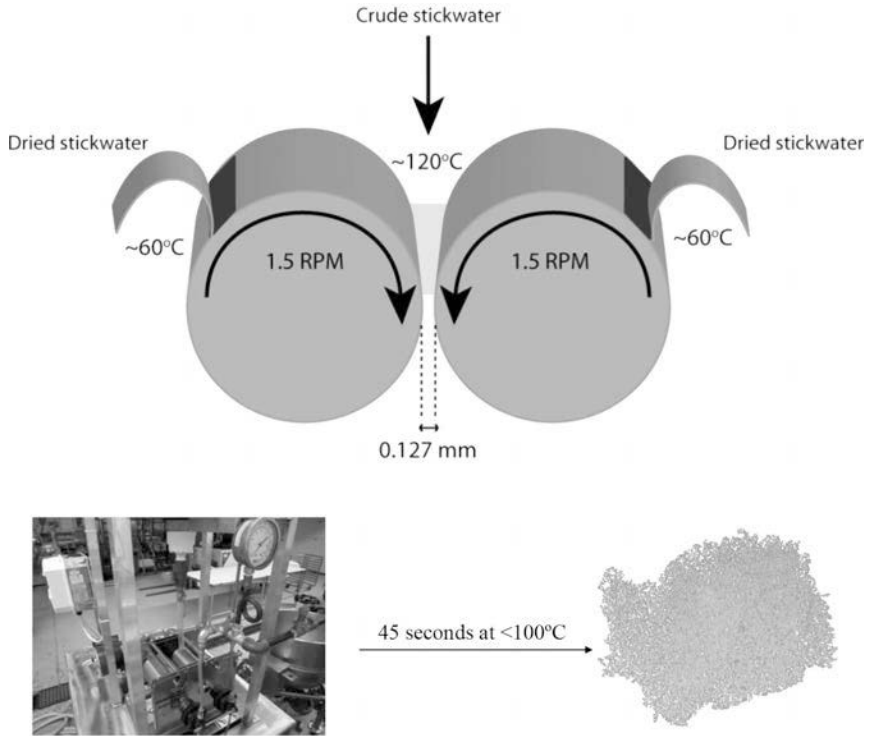 Crude stickwater
Dried stickwater
Dried stickwater
~120°C
~60°C
~60°C
1.5 RPM
1.5 RPM
0.127 mm
45 seconds at <100°C